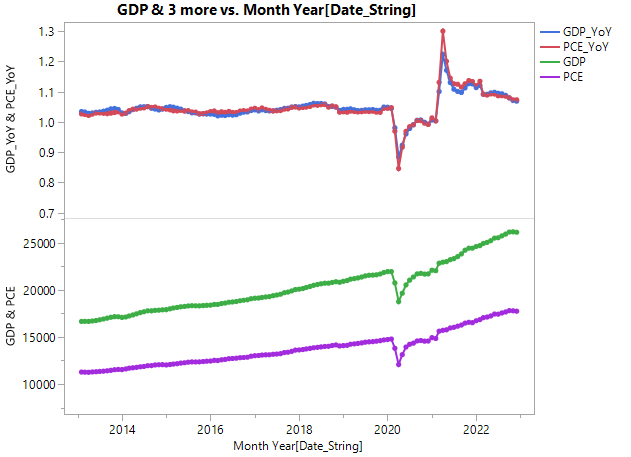 GDP & 3 more vs. Month Year[Date_String]
GDP_YoY & PCE_YoY
1.3
1.2
1.1
1.0
0.9
0.8
0.7
GDP_YoY
PCE_YoY
GDP
PCE
GDP & PCE
25000
20000
15000
10000
2014
2016
2018
2020
2022
Month Year[Date_String]